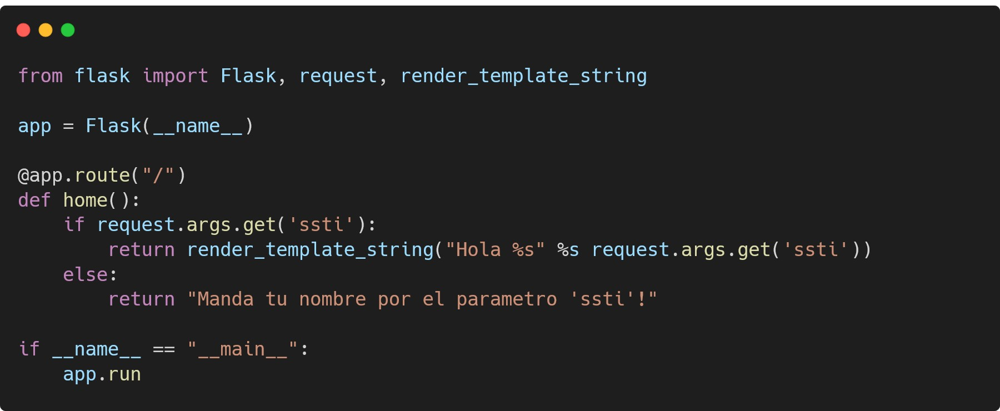 from flask import Flask, request, render_template_string

app = Flask(__name__)

@app.route("/")
def home():
    if request.args.get('ssti'):
        return render_template_string("Hola %s" %s request.args.get('ssti'))
    else:
        return "Manda tu nombre por el parametro 'ssti'!"

if __name__ == "__main__":
    app.run